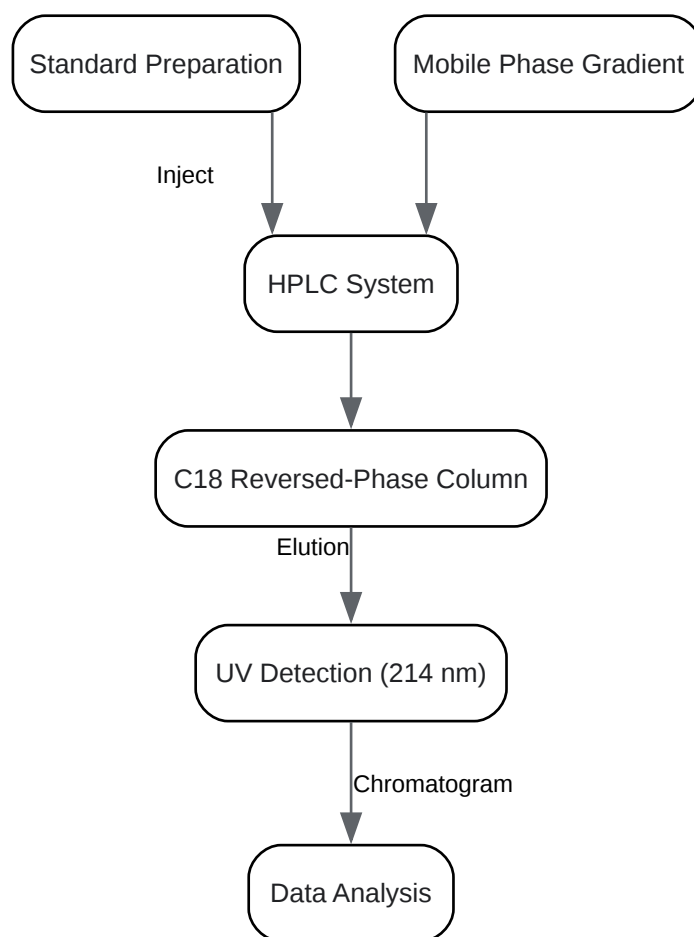 Standard Preparation
Mobile Phase Gradient
Inject
HPLC System
C18 Reversed-Phase Column
Elution
UV Detection (214 nm)
Chromatogram
Data Analysis